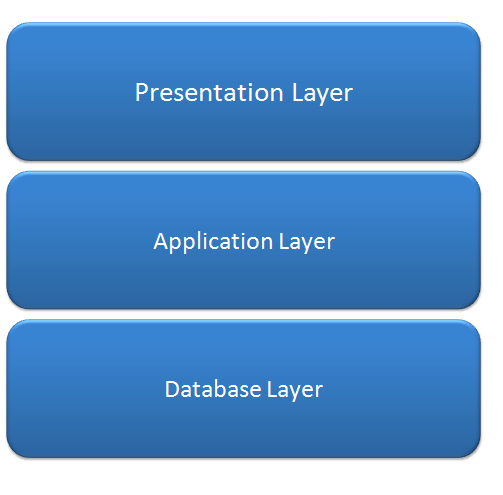 Presentation Layer
Application Layer
Database Layer